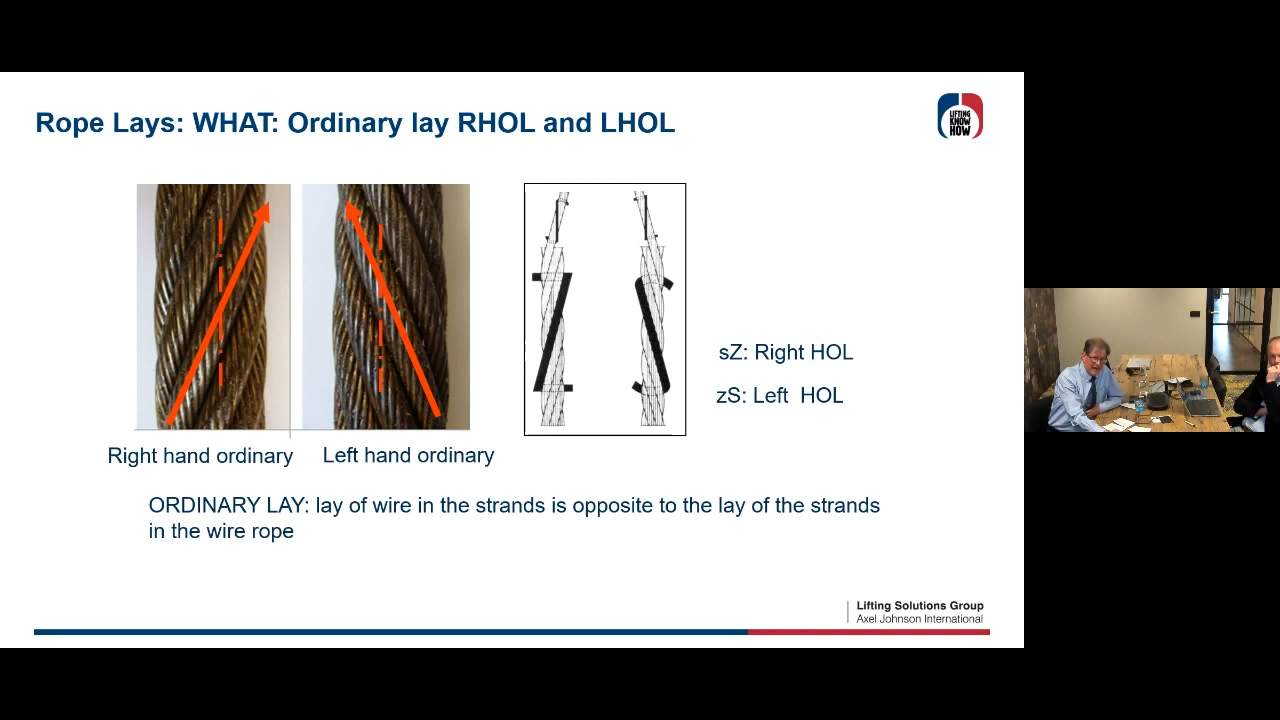 Rope Lays: WHAT: Ordinary lay RHOL and LHOL
LIFTING
KNOW
HOW
sZ: Right HOL
zS: Left HOL
Right hand ordinary
Left hand ordinary
ORDINARY LAY: lay of wire in the strands is opposite to the lay of the strands
in the wire rope
Lifting Solutions Group
Axel Johnson International